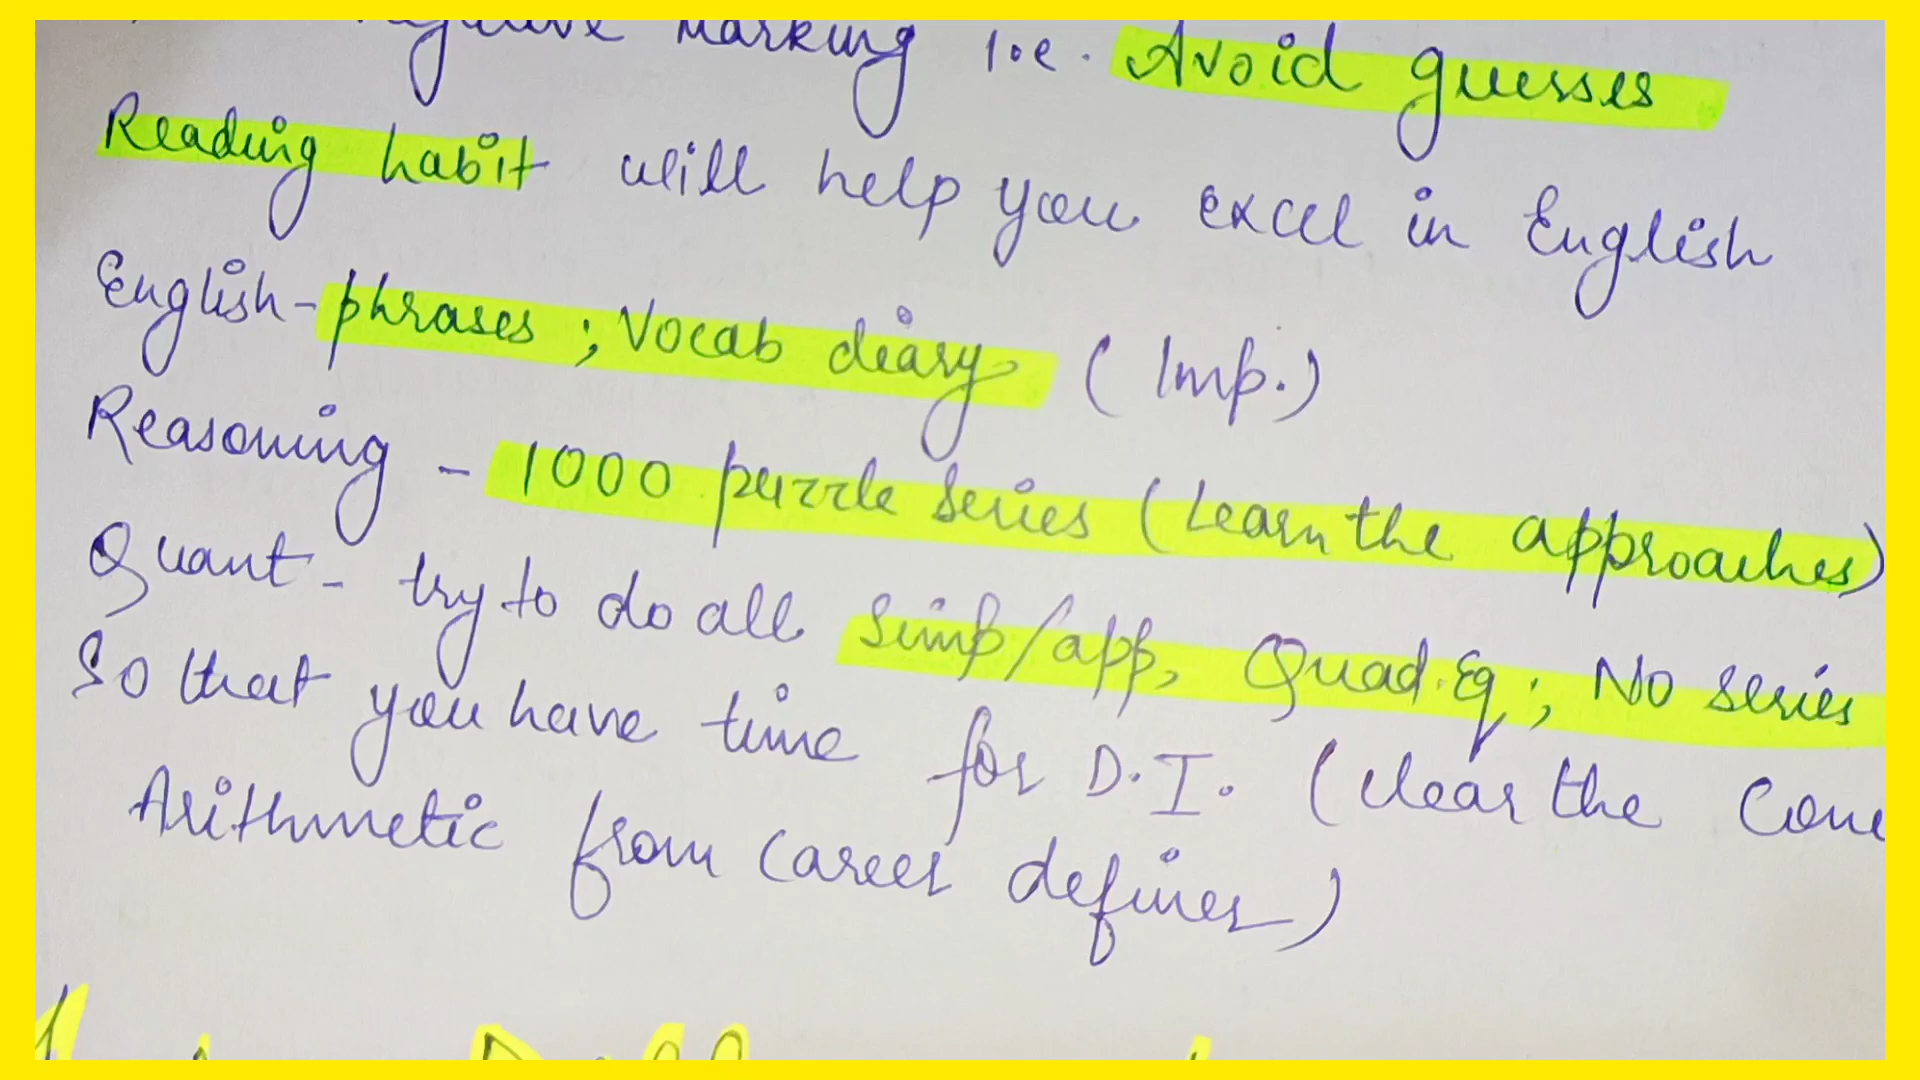 marking i.e. Avoid guesses
Reading habit will help you excel in English
English - phrases ; Vocab diary (Imp.)
Reasoning - 1000 puzzle series (Learn the approaches)
Quant - try to do all Simp/app, Quad. Eq ; No series
So that you have time for D.I. (clear the
Arithmetic from career definer)